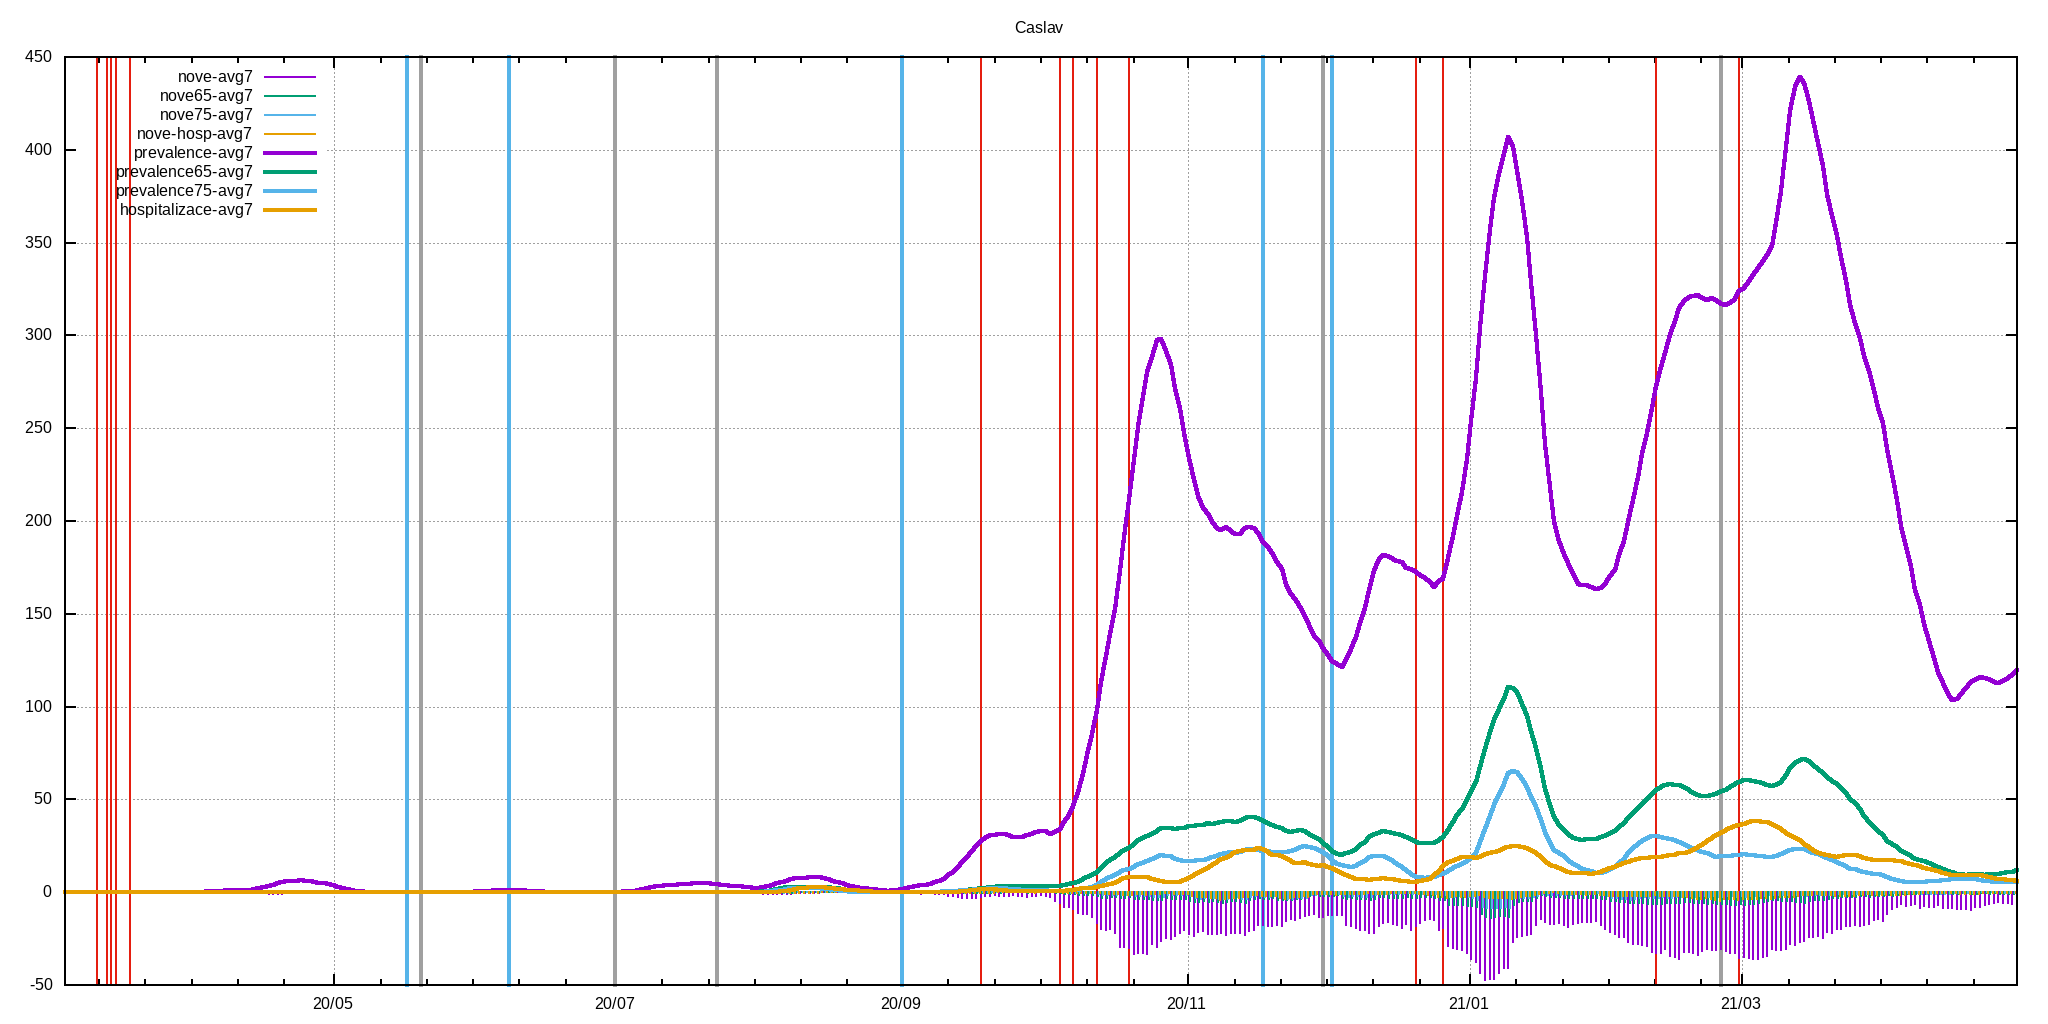 Caslav
450
400
350
300
250
200
150
100
50
0
-50
nove-avg7
nove65-avg7
nove75-avg7
nove-hosp-avg7
prevalence-avg7
prevalence65-avg7
prevalence75-avg7
hospitalizace-avg7
20/05 20/07 20/09 20/11 21/01 21/03